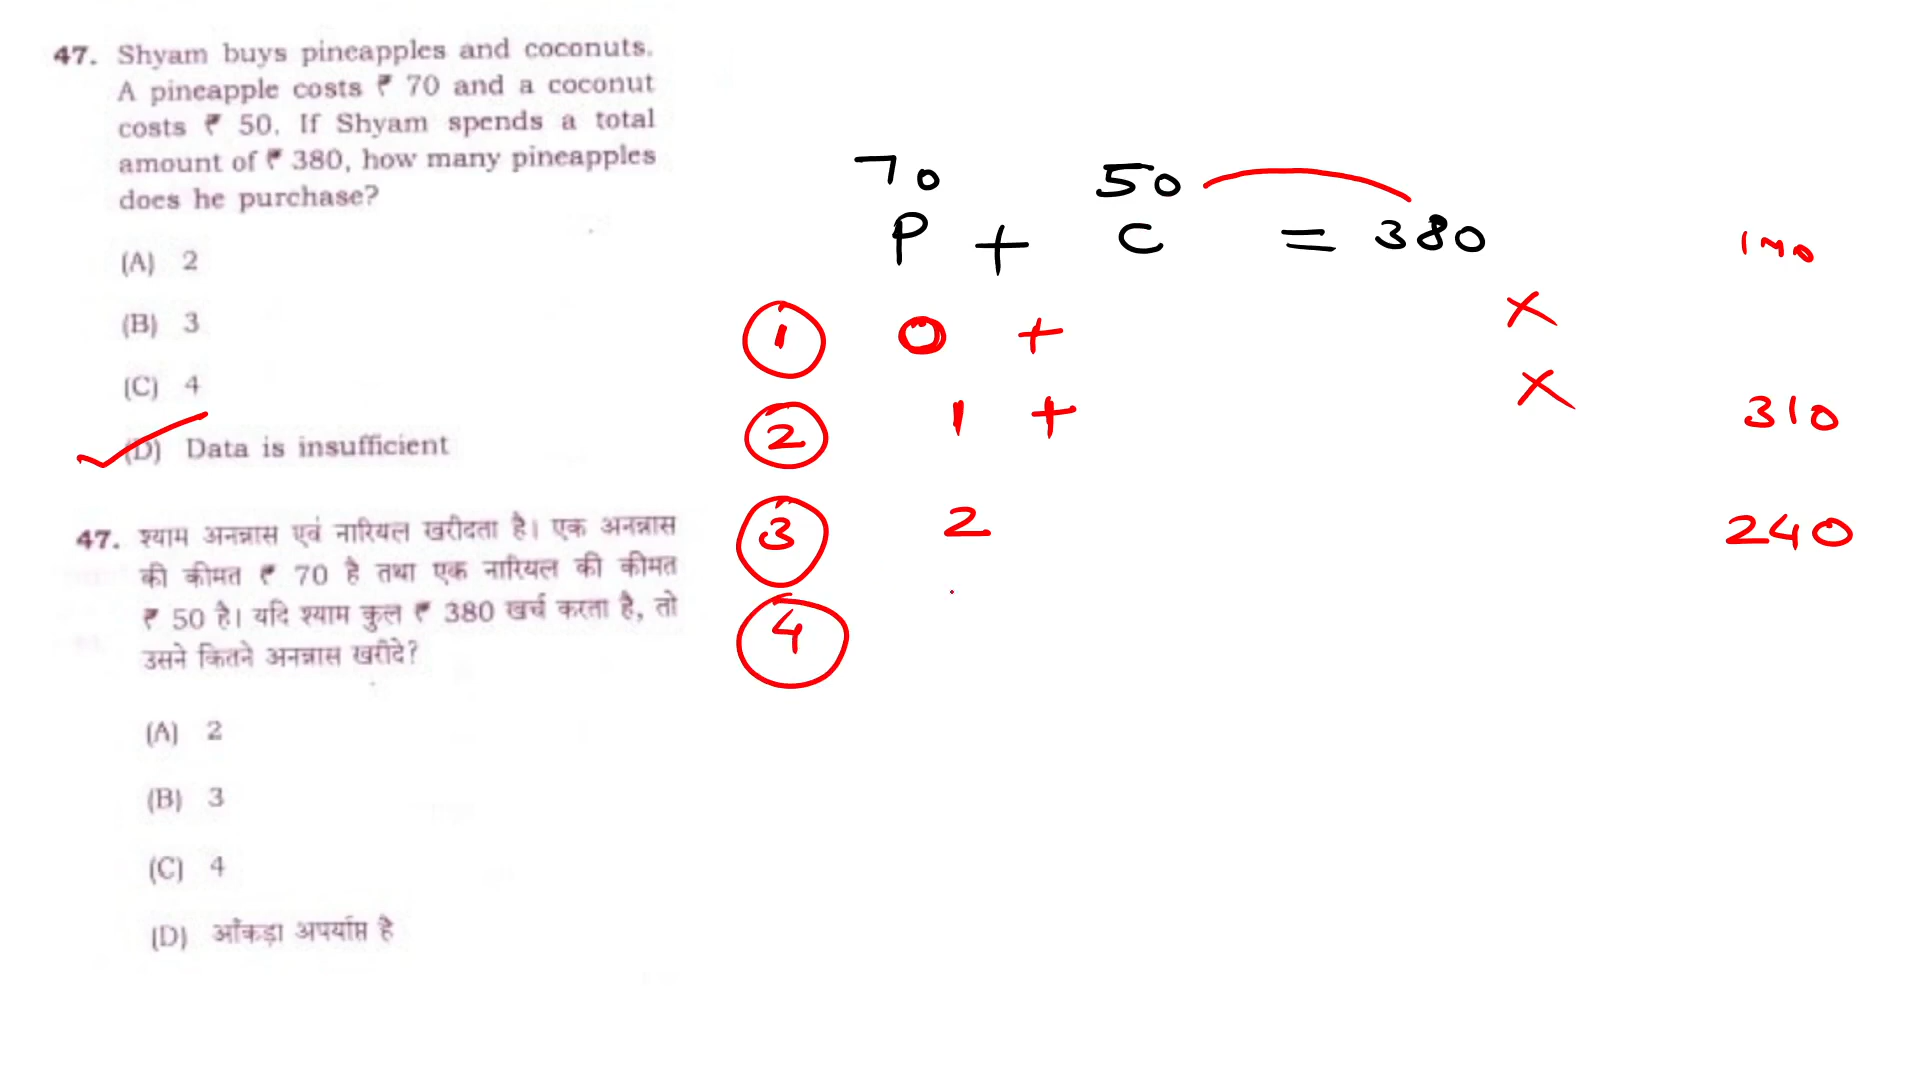 47. Shyam buys pineapples and coconuts.
A pineapple costs ₹ 70 and a coconut
costs ₹ 50. If Shyam spends a total
amount of ₹ 380, how many pineapples
does he purchase?
(A) 2
(B) 3
(C) 4
(D) Data is insufficient
47. श्याम अनन्नास एवं नारियल खरीदता है। एक अनन्नास
की कीमत ₹ 70 है तथा एक नारियल की कीमत
₹ 50 है। यदि श्याम कुल ₹ 380 खर्च करता है, तो
उसने कितने अनन्नास खरीदे?
(A) 2
(B) 3
(C) 4
(D) आँकड़ा अपर्याप्त है
70 50
P + C = 380
140
1 0 + ×
2 1 + × 310
3 2 240
4